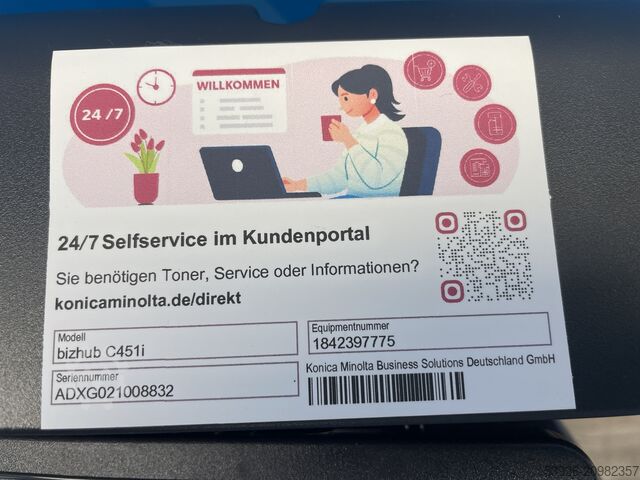 WILLKOMMEN
24/7
24/7 Selfservice im Kundenportal
Sie benötigen Toner, Service oder Informationen?
konicaminolta.de/direkt
Modell
bizhub C451i
Equipmentnummer
1842397775
Seriennummer
ADXG021008832
Konica Minolta Business Solutions Deutschland GmbH